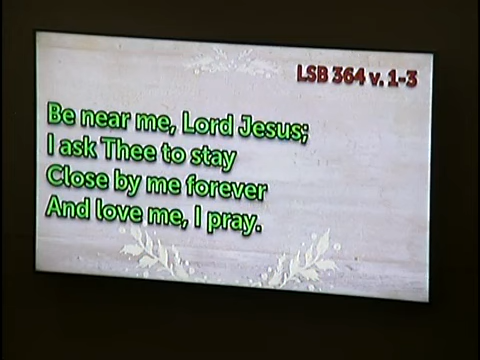 LSB 364 v. 1-3
Be near me, Lord Jesus;
I ask Thee to stay
Close by me forever
And love me, I pray.